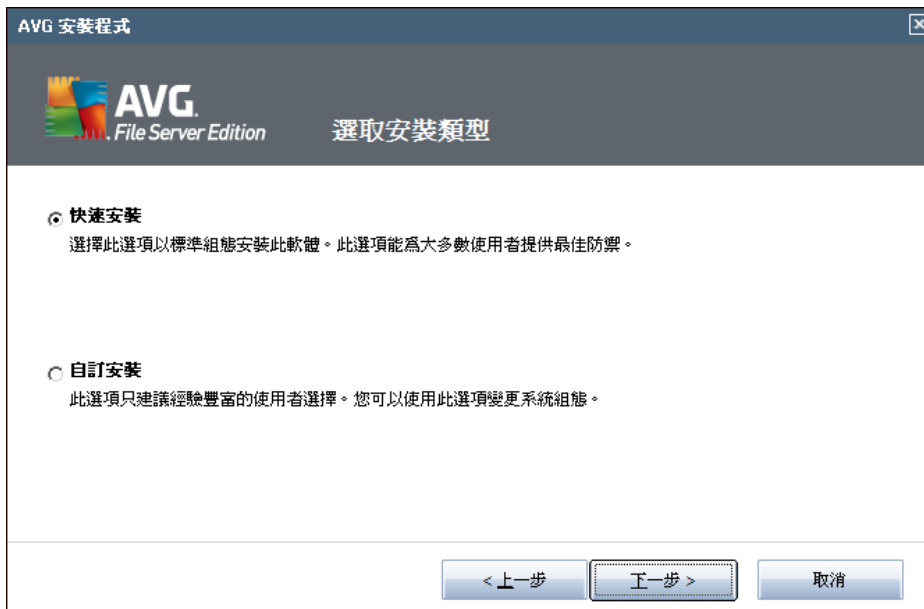 AVG 安裝程式
AVG.
File Server Edition
選取安裝類型
快速安裝
選擇此選項以標準組態安裝此軟體。此選項能為大多數使用者提供最佳防禦。
自訂安裝
此選項只建議經驗豐富的使用者選擇。您可以使用此選項變更系統組態。
<上一步
下一步 >
取消